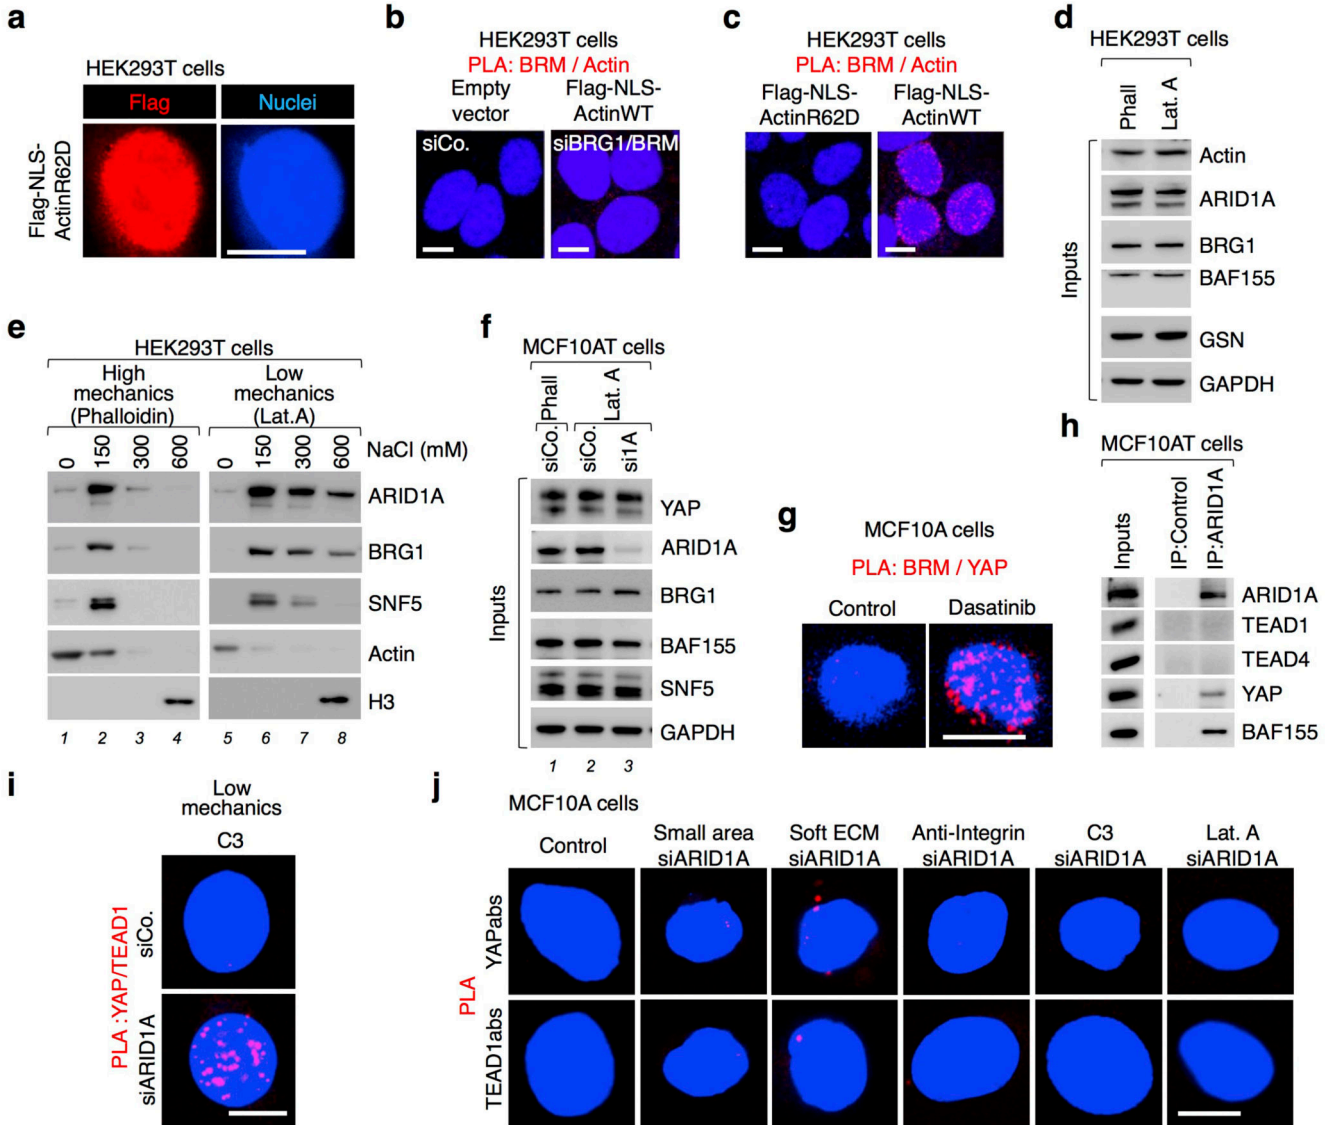 a
HEK293T cells
Flag
Nuclei
Flag-NLS-
ActinR62D
b
HEK293T cells
PLA: BRM / Actin
Empty
vector
Flag-NLS-
ActinWT
siCo.
siBRG1/BRM
c
HEK293T cells
PLA: BRM / Actin
Flag-NLS-
ActinR62D
Flag-NLS-
ActinWT
d
HEK293T cells
Phall
Lat. A
Inputs
Actin
ARID1A
BRG1
BAF155
GSN
GAPDH
e
HEK293T cells
High
mechanics
(Phalloidin)
Low
mechanics
(Lat.A)
0 150 300 600 0 150 300 600 NaCl (mM)
ARID1A
BRG1
SNF5
Actin
H3
1 2 3 4 5 6 7 8
f
MCF10AT cells
Phall
Lat. A
siCo. siCo. si1A
Inputs
YAP
ARID1A
BRG1
BAF155
SNF5
GAPDH
1 2 3
g
MCF10A cells
PLA: BRM / YAP
Control
Dasatinib
h
MCF10AT cells
Inputs
IP:Control
IP:ARID1A
ARID1A
TEAD1
TEAD4
YAP
BAF155
i
Low
mechanics
C3
PLA :YAP/TEAD1
siCo.
siARID1A
j
MCF10A cells
Control
Small area
siARID1A
Soft ECM
siARID1A
Anti-Integrin
siARID1A
C3
siARID1A
Lat. A
siARID1A
PLA
YAPabs
TEAD1abs